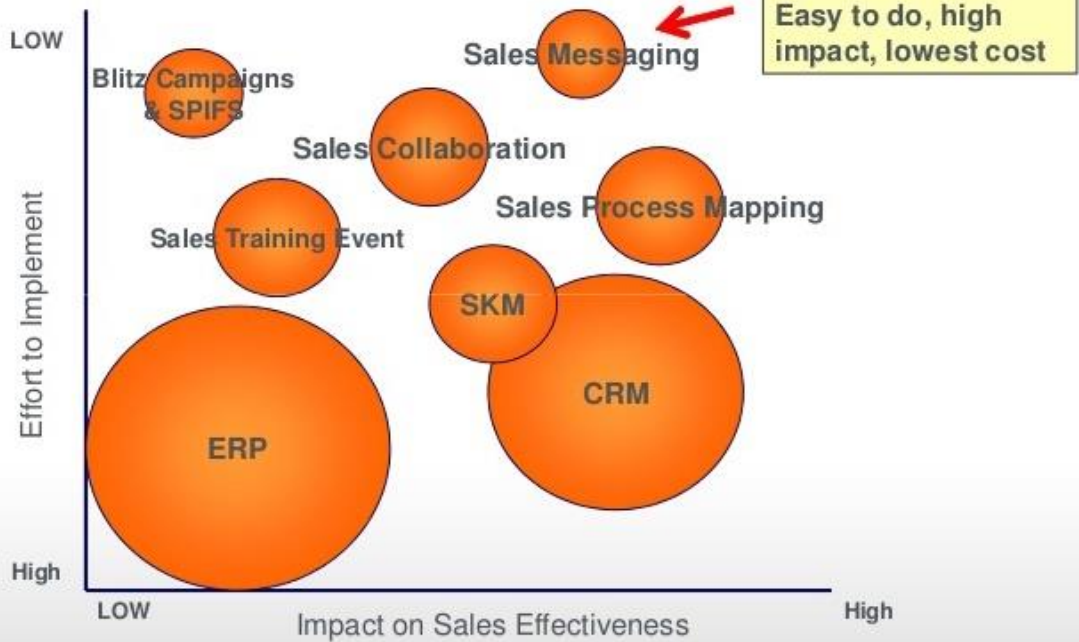 Easy to do, high
impact, lowest cost
LOW
Sales Messaging
Blitz Campaigns
& SPIFS
Sales Collaboration
Sales Process Mapping
Sales Training Event
Effort to Implement
SKM
CRM
ERP
High
LOW
High
Impact on Sales Effectiveness